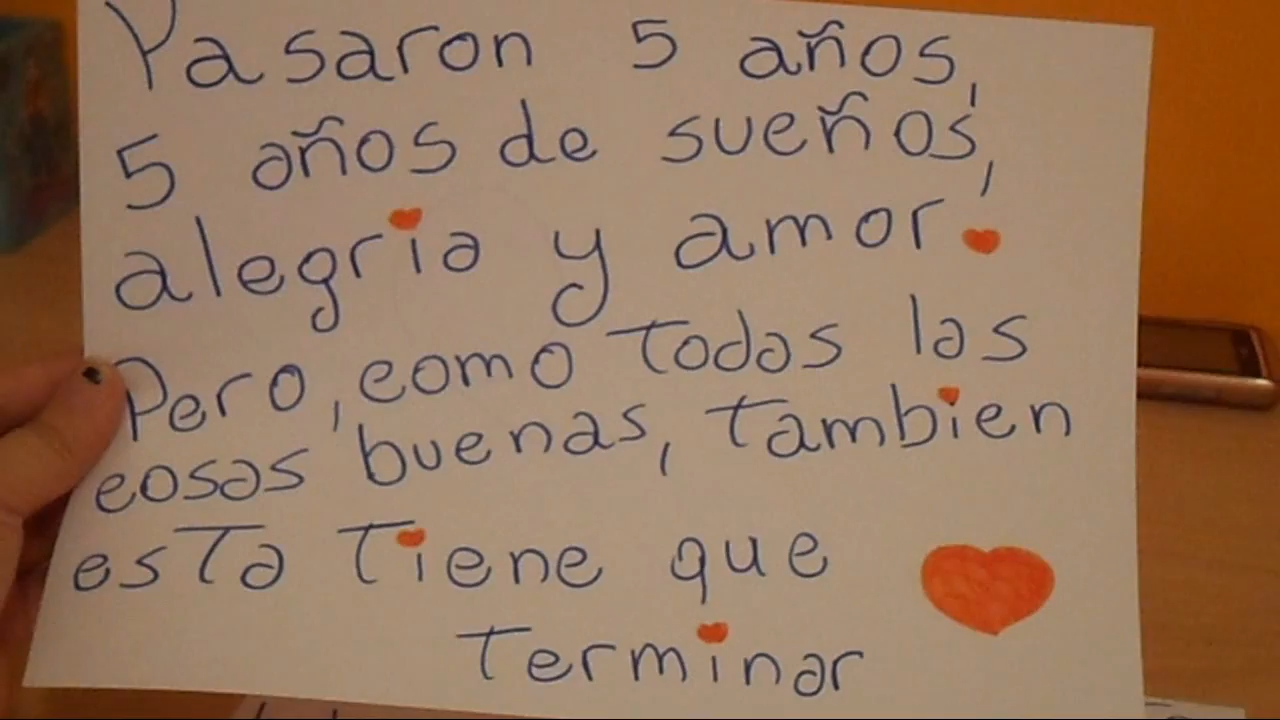 Pasaron 5 años,
5 años de sueños,
alegria y amor.
Pero, como todas las
cosas buenas, tambien
esta tiene que
terminar